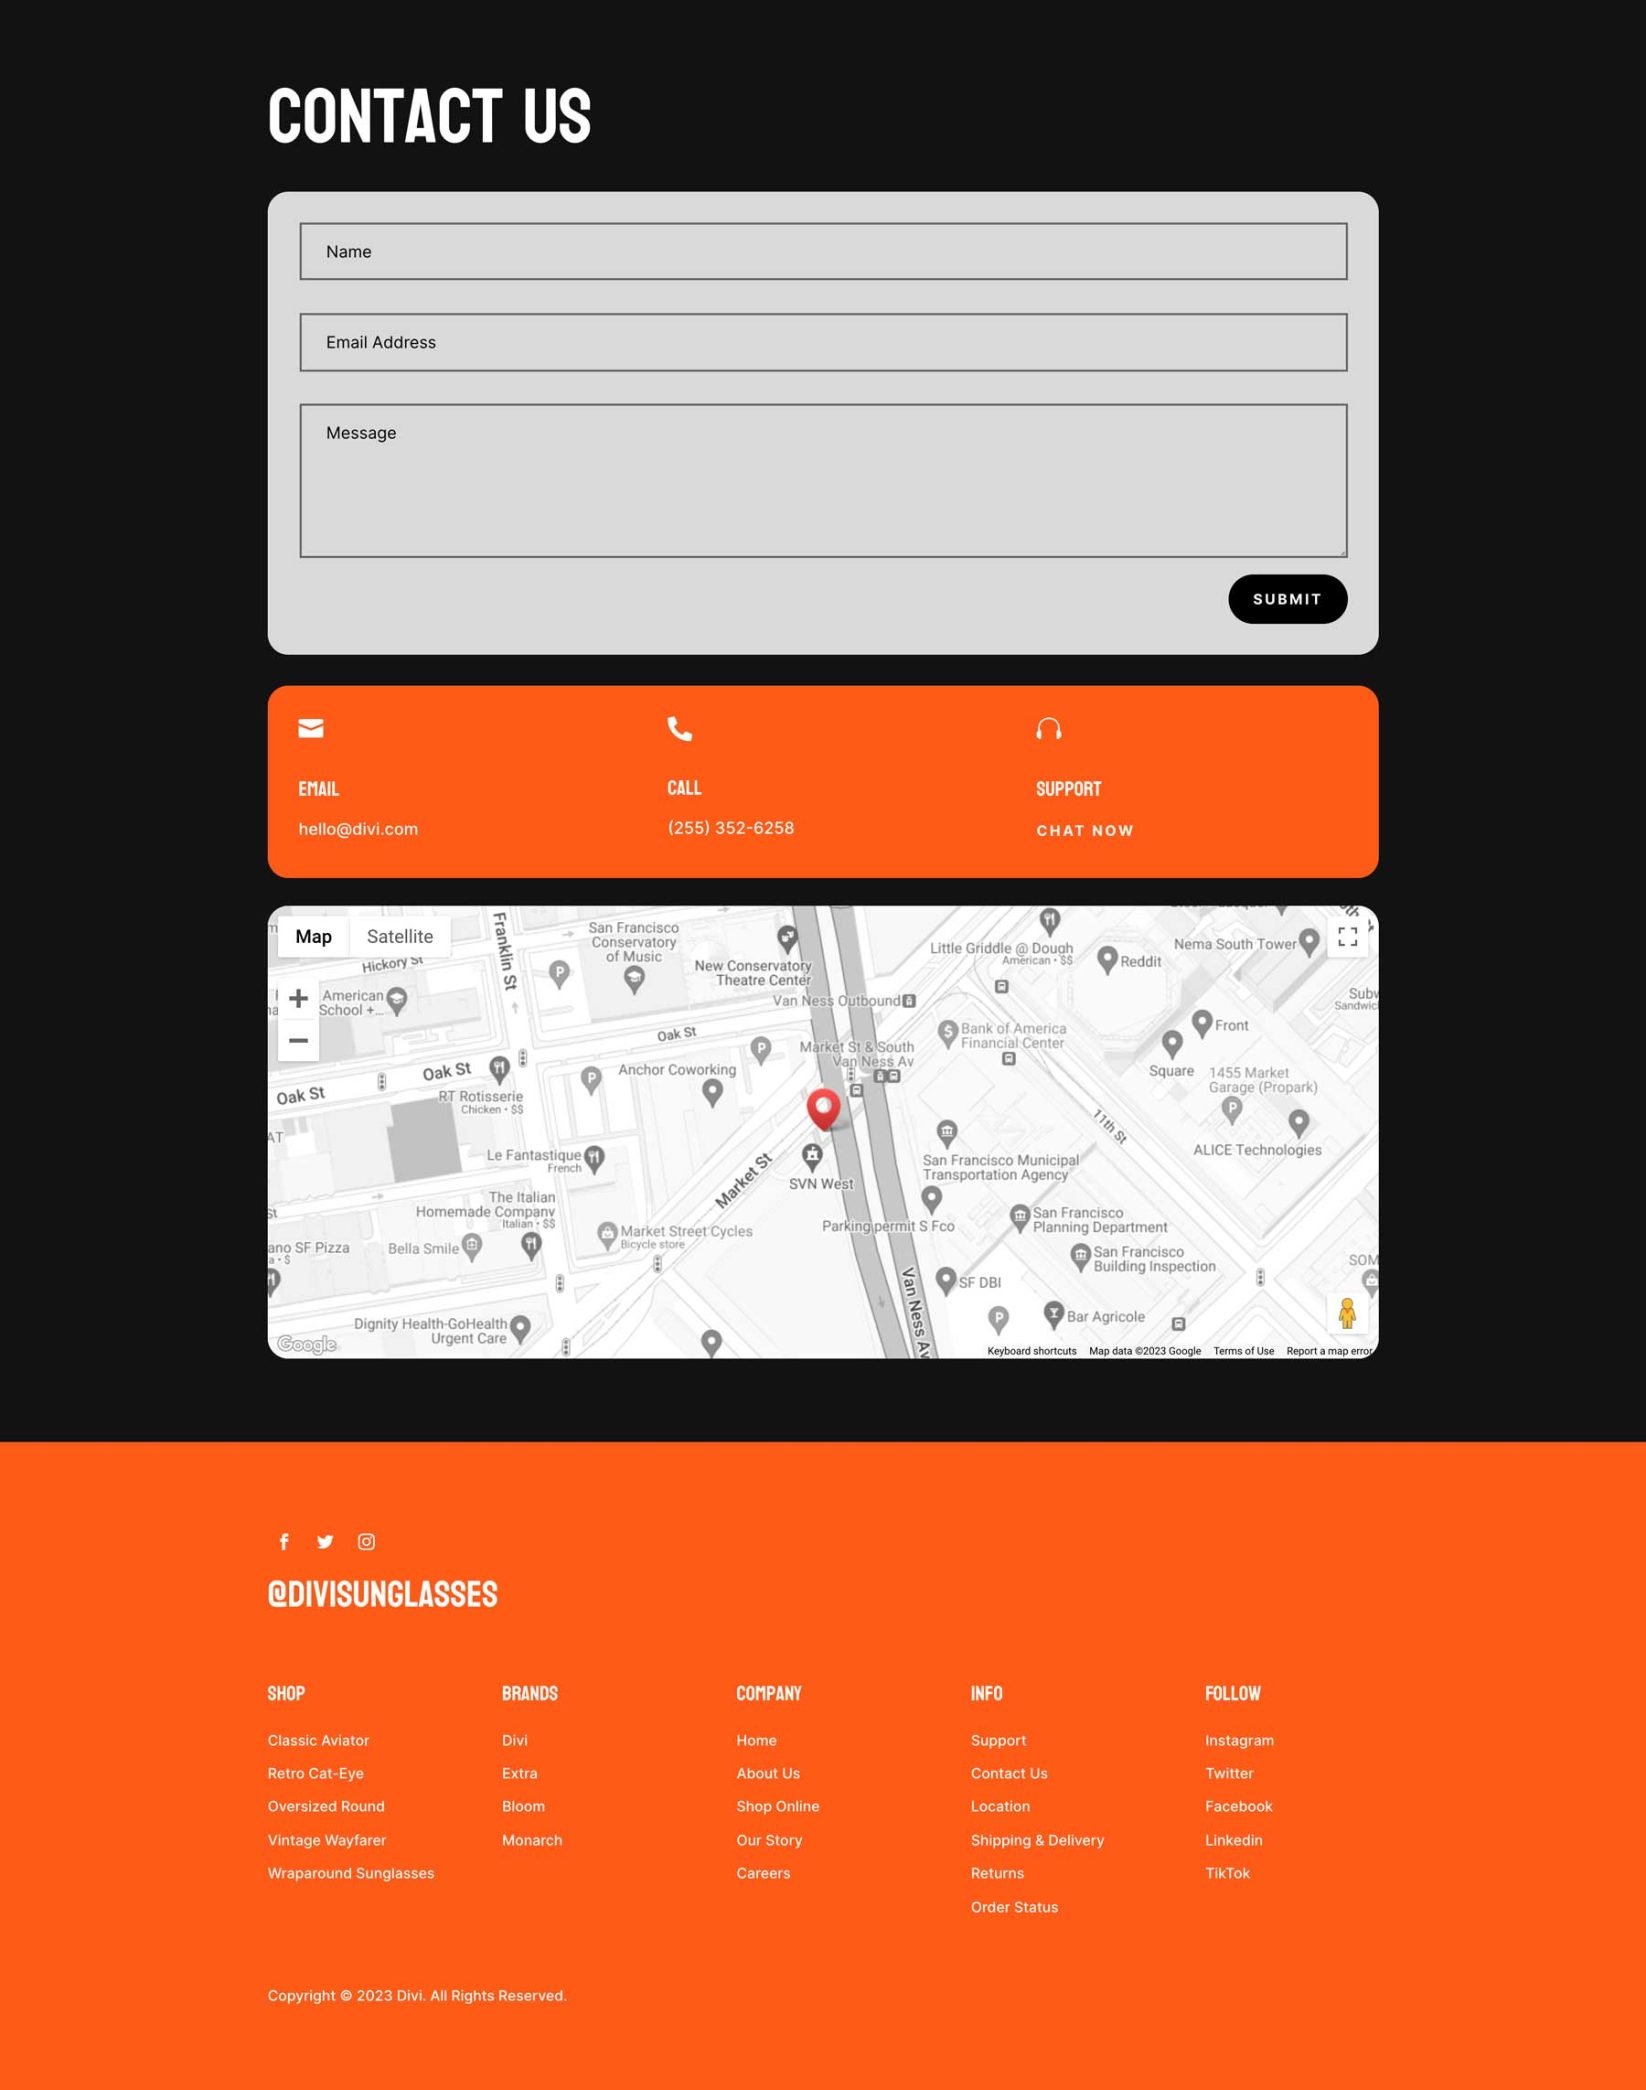 CONTACT US
Name
Email Address
Message
SUBMIT
EMAIL
hello@divi.com
CALL
(255) 352-6258
SUPPORT
CHAT NOW
Map
Satellite
Hickory St
Franklin St
San Francisco
Conservatory
of Music
New Conservatory
Theatre Center
Little Griddle @ Dough
American • $$
Reddit
Nema South Tower
American
School +...
Van Ness Outbound
Subw
Sandwich
Oak St
Market St & South
Van Ness Av
Bank of America
Financial Center
Front
Square
1455 Market
Garage (Propark)
Oak St
Anchor Coworking
Oak St
RT Rotisserie
Chicken • $$
11th St
ALICE Technologies
Le Fantastique
French
Market St
SVN West
San Francisco Municipal
Transportation Agency
The Italian
Homemade Company
Italian • $$
Market Street Cycles
Bicycle store
Parking permit S Fco
San Francisco
Planning Department
ano SF Pizza
Bella Smile
San Francisco
Building Inspection
SOM
Van Ness Av
SF DBI
Bar Agricole
Dignity Health-GoHealth
Urgent Care
Google
Keyboard shortcuts
Map data ©2023 Google
Terms of Use
Report a map error
@DIVISUNGLASSES
SHOP
Classic Aviator
Retro Cat-Eye
Oversized Round
Vintage Wayfarer
Wraparound Sunglasses
BRANDS
Divi
Extra
Bloom
Monarch
COMPANY
Home
About Us
Shop Online
Our Story
Careers
INFO
Support
Contact Us
Location
Shipping & Delivery
Returns
Order Status
FOLLOW
Instagram
Twitter
Facebook
Linkedin
TikTok
Copyright © 2023 Divi. All Rights Reserved.